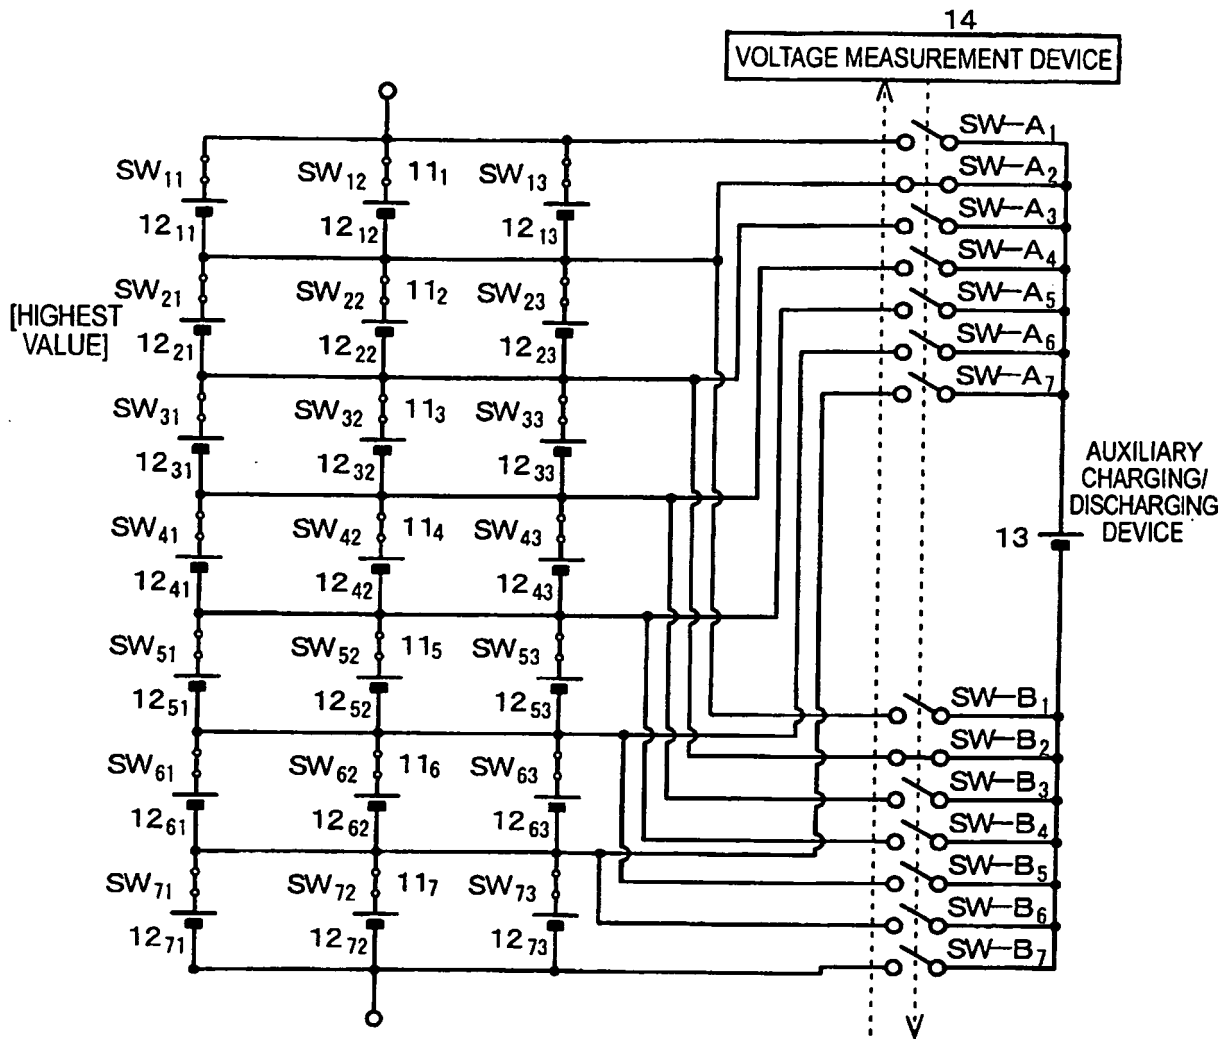 14
VOLTAGE MEASUREMENT DEVICE
SW–A1
SW11 SW12 111 SW13
SW–A2
1211 1212 1213
SW–A3
SW–A4
SW21 SW22 112 SW23
SW–A5
[HIGHEST
VALUE]
1221 1222 1223
SW–A6
SW–A7
SW31 SW32 113 SW33
1231 1232 1233
AUXILIARY
CHARGING/
DISCHARGING
DEVICE
13
SW41 SW42 114 SW43
1241 1242 1243
SW51 SW52 115 SW53
1251 1252 1253
SW–B1
SW–B2
SW61 SW62 116 SW63
SW–B3
1261 1262 1263
SW–B4
SW–B5
SW71 SW72 117 SW73
SW–B6
1271 1272 1273
SW–B7